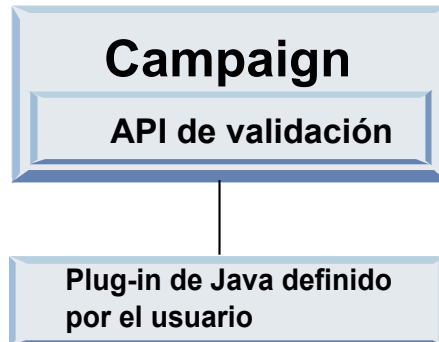 Campaign
API de validación
Plug-in de Java definido
por el usuario